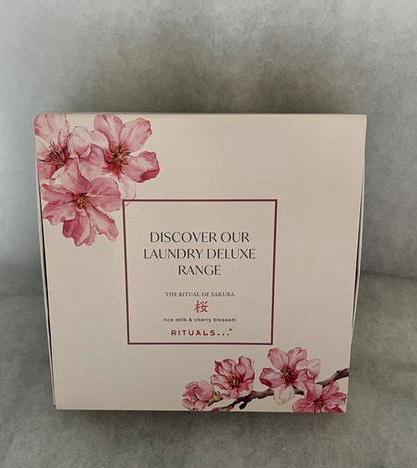 DISCOVER OUR
LAUNDRY DELUXE
RANGE
THE RITUAL OF SAKURA
桜
rice milk & cherry blossom
RITUALS...